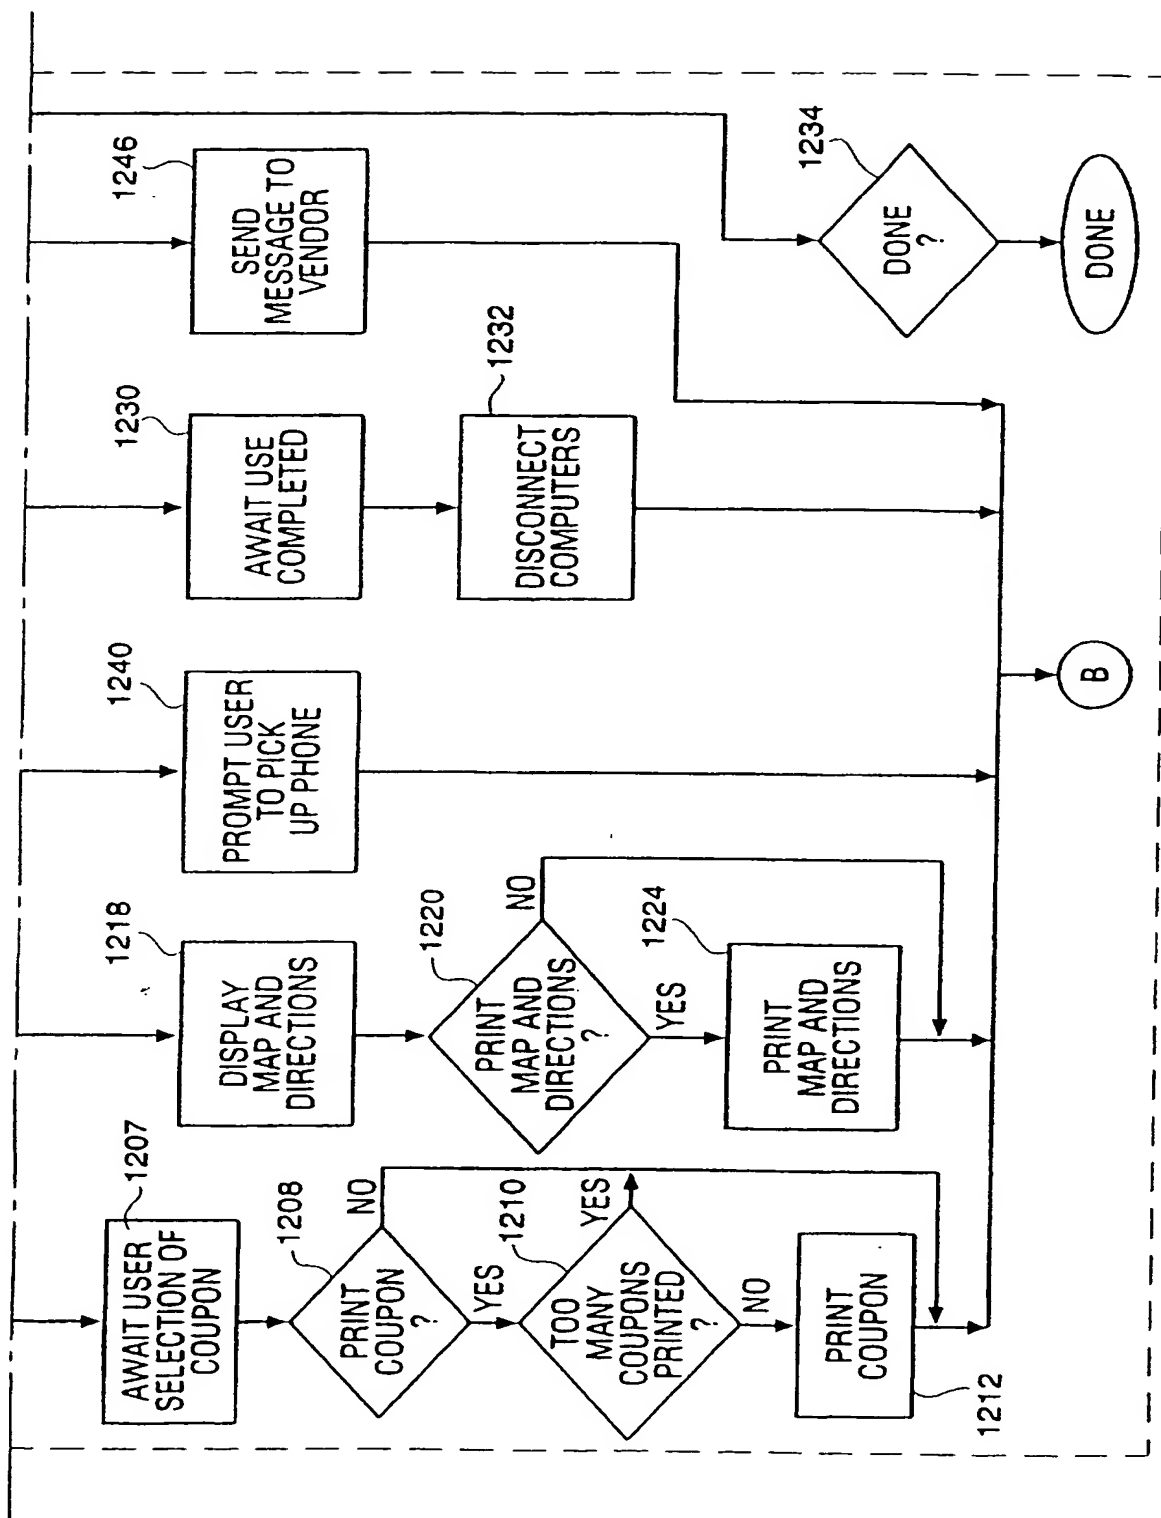 1207
AWAIT USER
SELECTION OF
COUPON
1208
PRINT
COUPON
?
NO
YES
1210
TOO
MANY
COUPONS
PRINTED
?
YES
NO
PRINT
COUPON
1212
1218
DISPLAY
MAP AND
DIRECTIONS
1220
PRINT
MAP AND
DIRECTIONS
?
NO
YES
1224
PRINT
MAP AND
DIRECTIONS
1240
PROMPT USER
TO PICK
UP PHONE
1230
AWAIT USE
COMPLETED
1232
DISCONNECT
COMPUTERS
1246
SEND
MESSAGE TO
VENDOR
1234
DONE
?
DONE
B